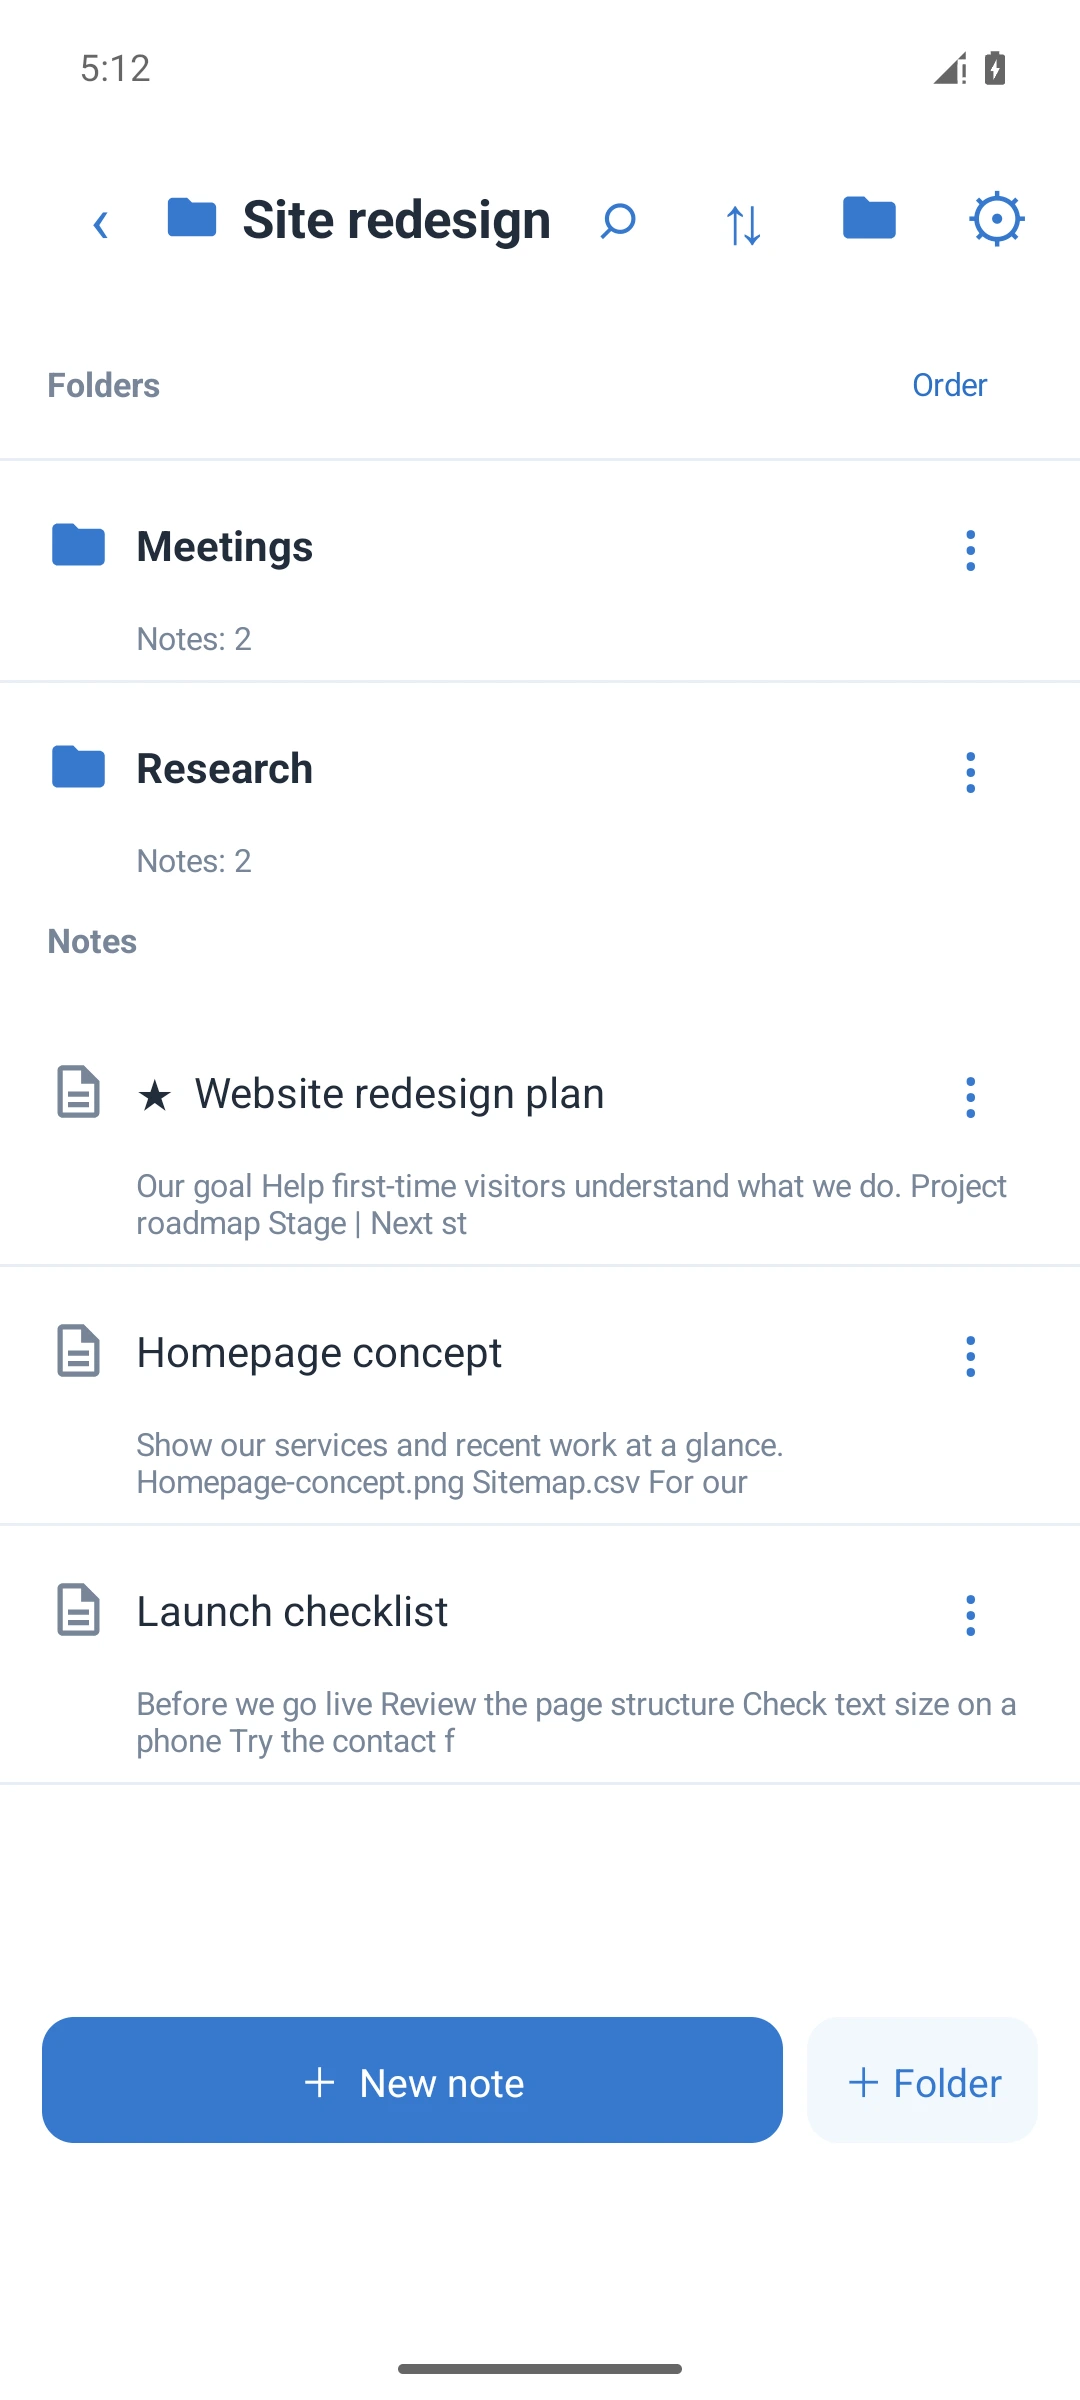 5:12
Site redesign
Folders
Order
Meetings
Notes: 2
Research
Notes: 2
Notes
★ Website redesign plan
Our goal Help first-time visitors understand what we do. Project
roadmap Stage | Next st
Homepage concept
Show our services and recent work at a glance.
Homepage-concept.png Sitemap.csv For our
Launch checklist
Before we go live Review the page structure Check text size on a
phone Try the contact f
+ New note
+ Folder